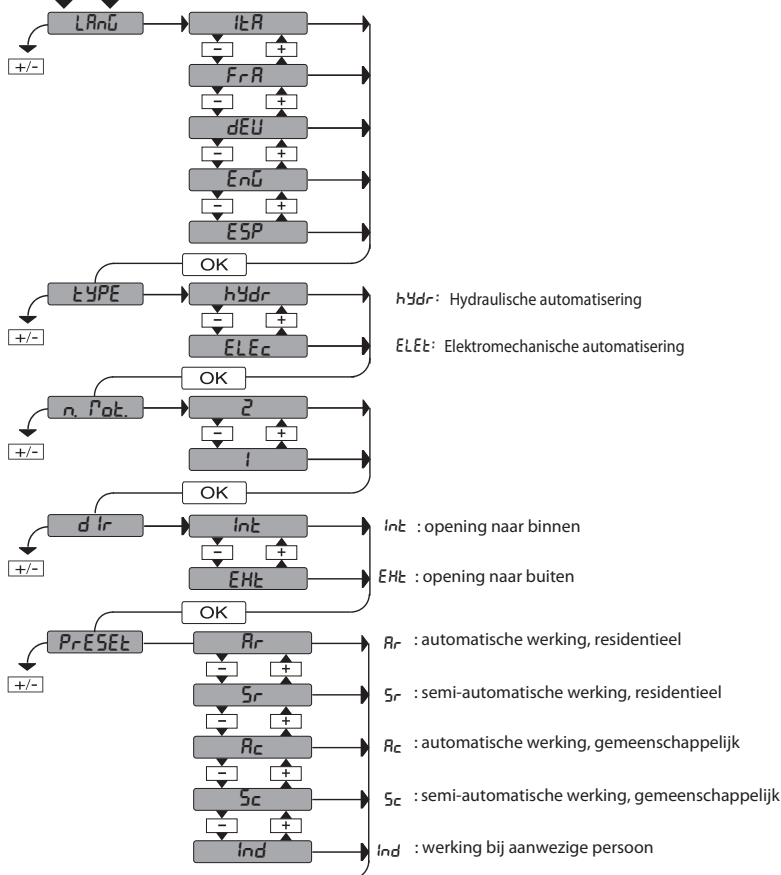 LAnG
ItA
+/-
- +
FrA
- +
dEU
- +
EnG
- +
ESP
OK
tYPE
hYdr
hYdr: Hydraulische automatisering
+/-
- +
ELEc
ELEt: Elektromechanische automatisering
OK
n. Mot.
2
+/-
- +
1
OK
dIr
Int
Int : opening naar binnen
+/-
- +
EHt
EHt : opening naar buiten
OK
PrESEt
Ar
Ar : automatische werking, residentieel
+/-
- +
Sr
Sr : semi-automatische werking, residentieel
- +
Ac
Ac : automatische werking, gemeenschappelijk
- +
Sc
Sc : semi-automatische werking, gemeenschappelijk
- +
Ind
Ind : werking bij aanwezige persoon